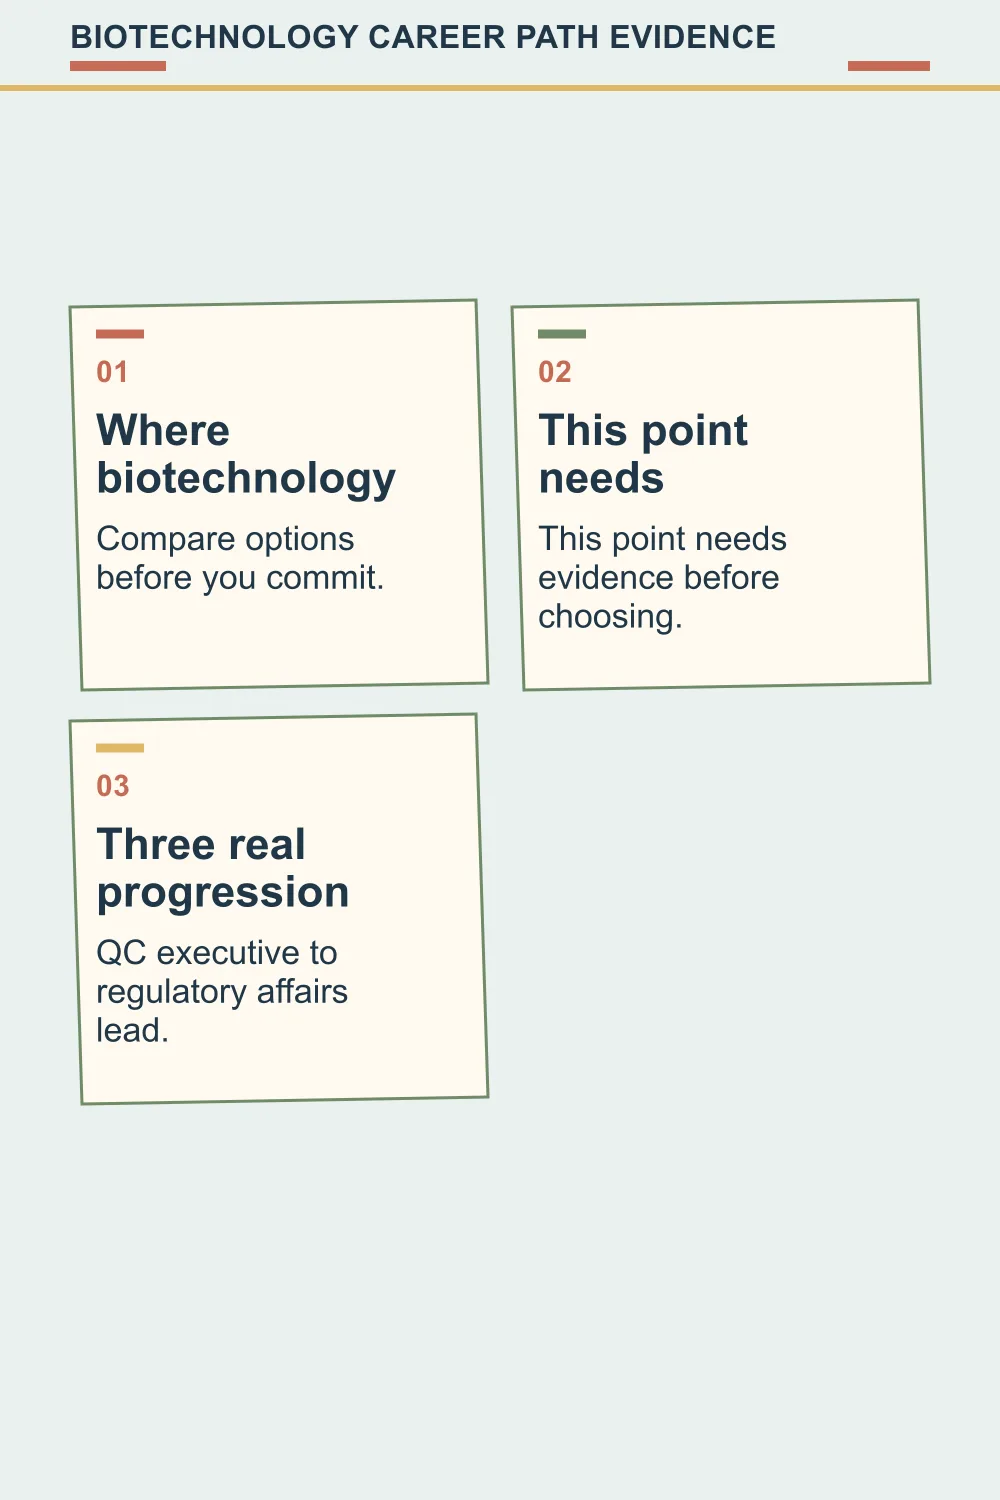 BIOTECHNOLOGY CAREER PATH EVIDENCE
01
Where
biotechnology
Compare options
before you commit.
02
This point
needs
This point needs
evidence before
choosing.
03
Three real
progression
QC executive to
regulatory affairs
lead.